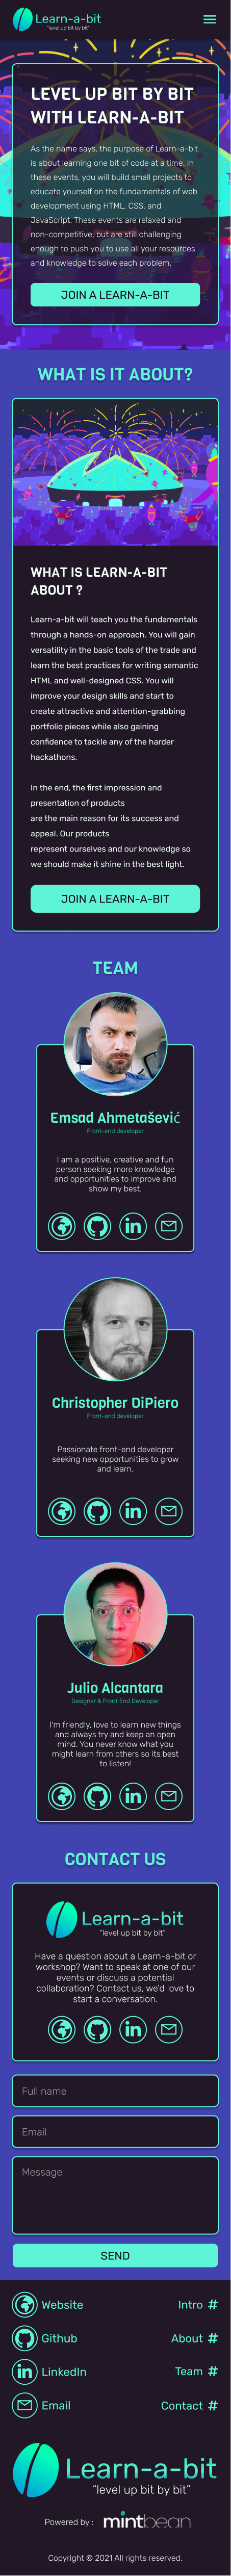 Learn-a-bit
"level up bit by bit"
LEVEL UP BIT BY BIT
WITH LEARN-A-BIT
As the name says, the purpose of Learn-a-bit
is about learning one bit of code at a time. In
these events, you will build small projects to
educate yourself on the fundamentals of web
development using HTML, CSS, and
JavaScript. These events are relaxed and
non-competitive, but are still challenging
enough to push you to use all your resources
and knowledge to solve each problem.
JOIN A LEARN-A-BIT
WHAT IS IT ABOUT?
WHAT IS LEARN-A-BIT
ABOUT ?
Learn-a-bit will teach you the fundamentals
through a hands-on approach. You will gain
versatility in the basic tools of the trade and
learn the best practices for writing semantic
HTML and well-designed CSS. You will
improve your design skills and start to
create attractive and attention-grabbing
portfolio pieces while also gaining
confidence to tackle any of the harder
hackathons.
In the end, the first impression and
presentation of products
are the main reason for its success and
appeal. Our products
represent ourselves and our knowledge so
we should make it shine in the best light.
JOIN A LEARN-A-BIT
TEAM
Emsad Ahmetašević
Front-end developer
I am a positive, creative and fun
person seeking more knowledge
and opportunities to improve and
show my best.
in
Christopher DiPiero
Front-end developer
Passionate front-end developer
seeking new opportunities to grow
and learn.
in
Julio Alcantara
Designer & Front End Developer
I'm friendly, love to learn new things
and always try and keep an open
mind. You never know what you
might learn from others so its best
to listen!
in
CONTACT US
Learn-a-bit
"level up bit by bit"
Have a question about a Learn-a-bit or
workshop? Want to speak at one of our
events or discuss a potential
collaboration? Contact us, we'd love to
start a conversation.
in
Full name
Email
Message
SEND
Website Intro #
Github About #
in LinkedIn Team #
Email Contact #
Learn-a-bit
"level up bit by bit"
Powered by : mintbean
Copyright © 2021 All rights reserved.